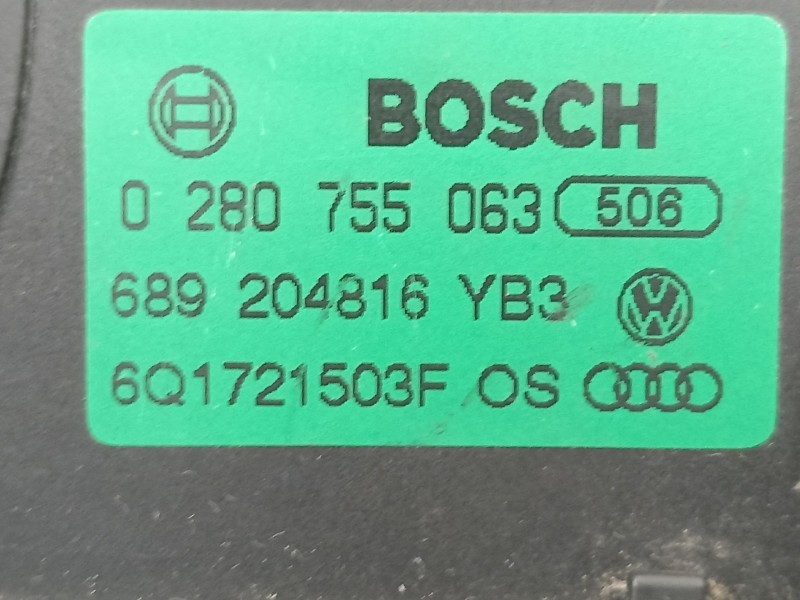 BOSCH
0 280 755 063 506
689 204816 YB3
6Q1721503F OS